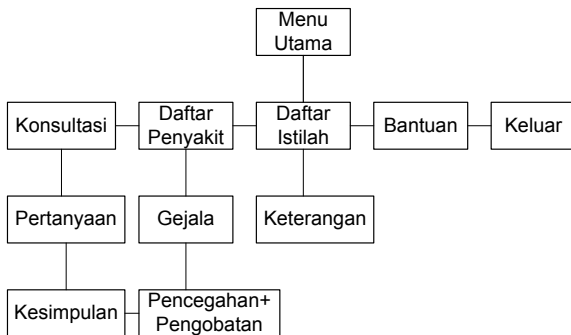 Menu
Utama
Konsultasi
Daftar
Penyakit
Daftar
Istilah
Bantuan
Keluar
Pertanyaan
Gejala
Keterangan
Kesimpulan
Pencegahan+
Pengobatan